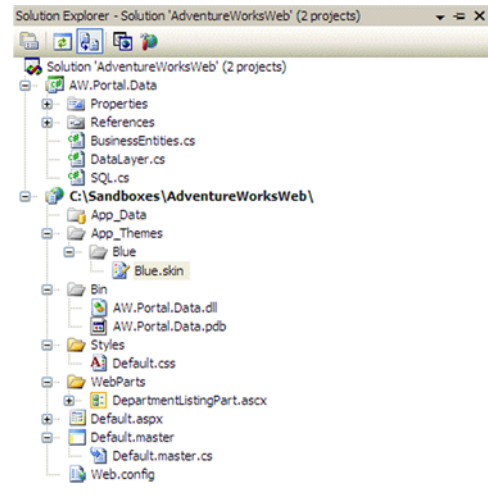 Solution Explorer - Solution 'AdventureWorksWeb' (2 projects)
Solution 'AdventureWorksWeb' (2 projects)
AW.Portal.Data
Properties
References
BusinessEntities.cs
DataLayer.cs
SQL.cs
C:\Sandboxes\AdventureWorksWeb\
App_Data
App_Themes
Blue
Blue.skin
Bin
AW.Portal.Data.dll
AW.Portal.Data.pdb
Styles
Default.css
WebParts
DepartmentListingPart.ascx
Default.aspx
Default.master
Default.master.cs
Web.config